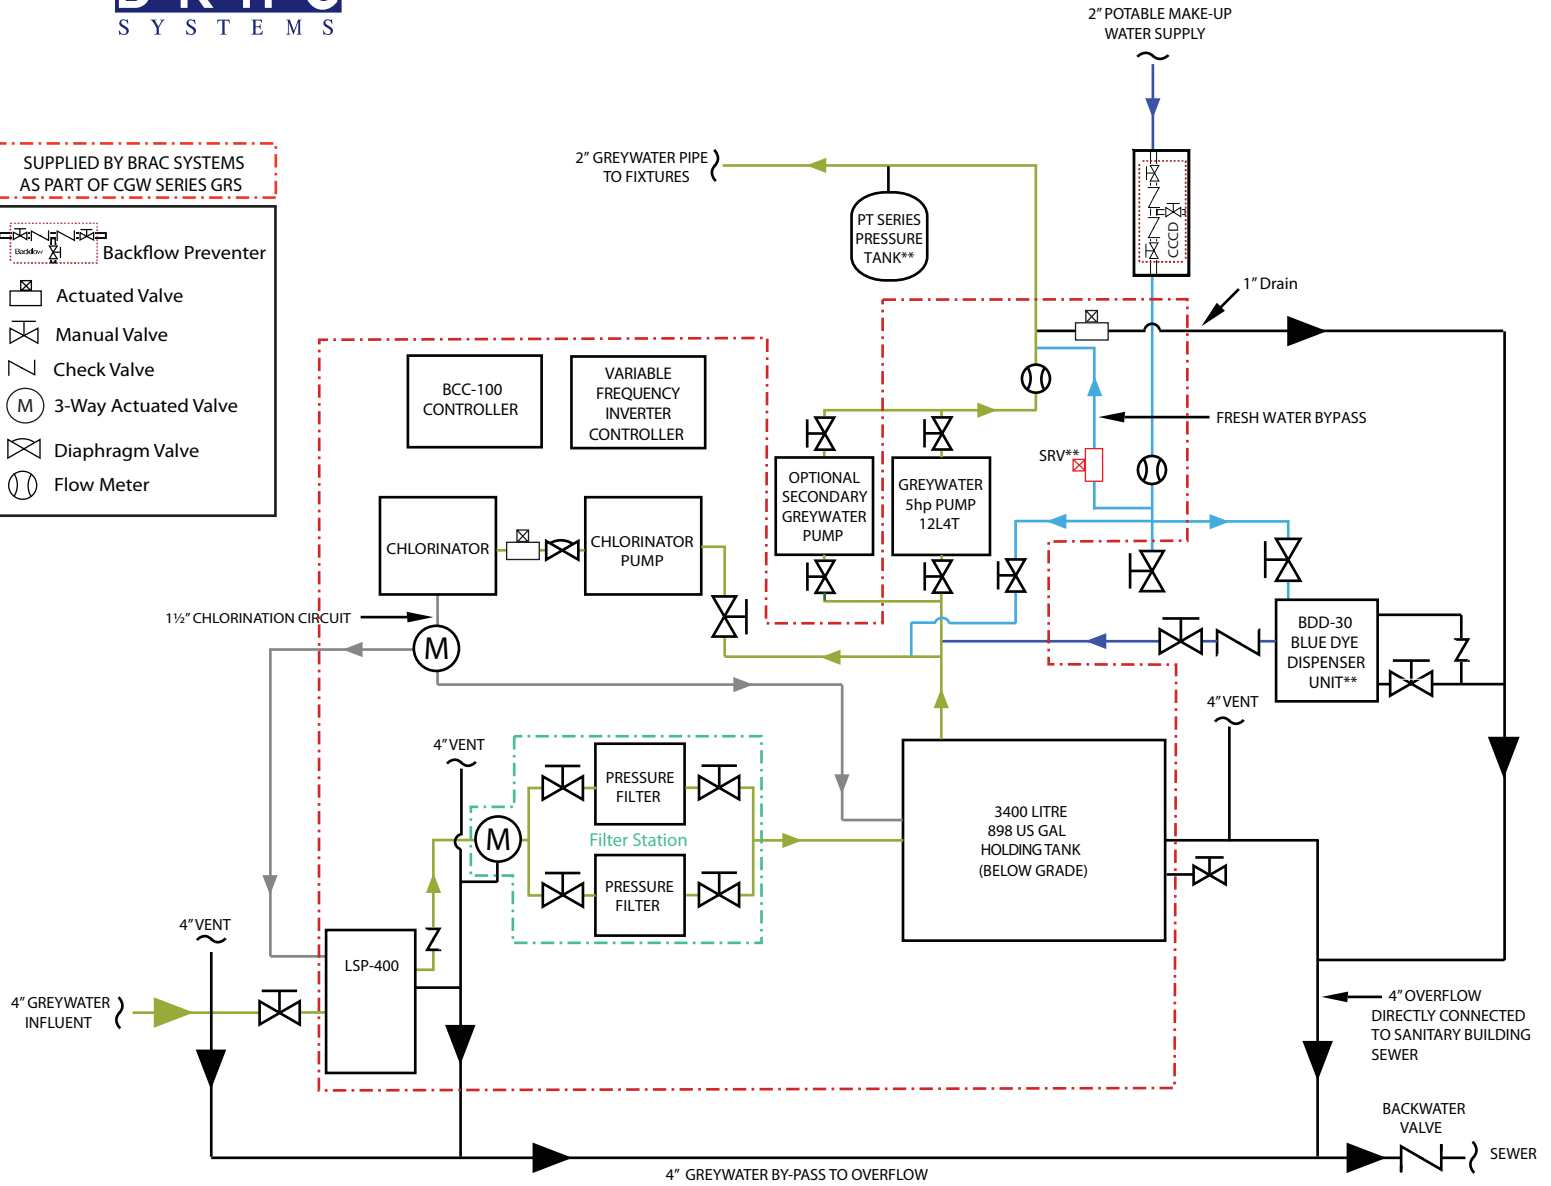 SYSTEMS
2" POTABLE MAKE-UP
WATER SUPPLY
SUPPLIED BY BRAC SYSTEMS
AS PART OF CGW SERIES GRS
Backflow
Backflow Preventer
Actuated Valve
Manual Valve
Check Valve
M
3-Way Actuated Valve
Diaphragm Valve
Flow Meter
2" GREYWATER PIPE
TO FIXTURES
PT SERIES
PRESSURE
TANK**
CCCD
1" Drain
BCC-100
CONTROLLER
VARIABLE
FREQUENCY
INVERTER
CONTROLLER
FRESH WATER BYPASS
SRV**
OPTIONAL
SECONDARY
GREYWATER
PUMP
GREYWATER
5hp PUMP
12L4T
CHLORINATOR
CHLORINATOR
PUMP
1½" CHLORINATION CIRCUIT
M
BDD-30
BLUE DYE
DISPENSER
UNIT**
4" VENT
4" VENT
PRESSURE
FILTER
M
Filter Station
PRESSURE
FILTER
3400 LITRE
898 US GAL
HOLDING TANK
(BELOW GRADE)
4" VENT
LSP-400
4" GREYWATER
INFLUENT
4" OVERFLOW
DIRECTLY CONNECTED
TO SANITARY BUILDING
SEWER
BACKWATER
VALVE
SEWER
4" GREYWATER BY-PASS TO OVERFLOW